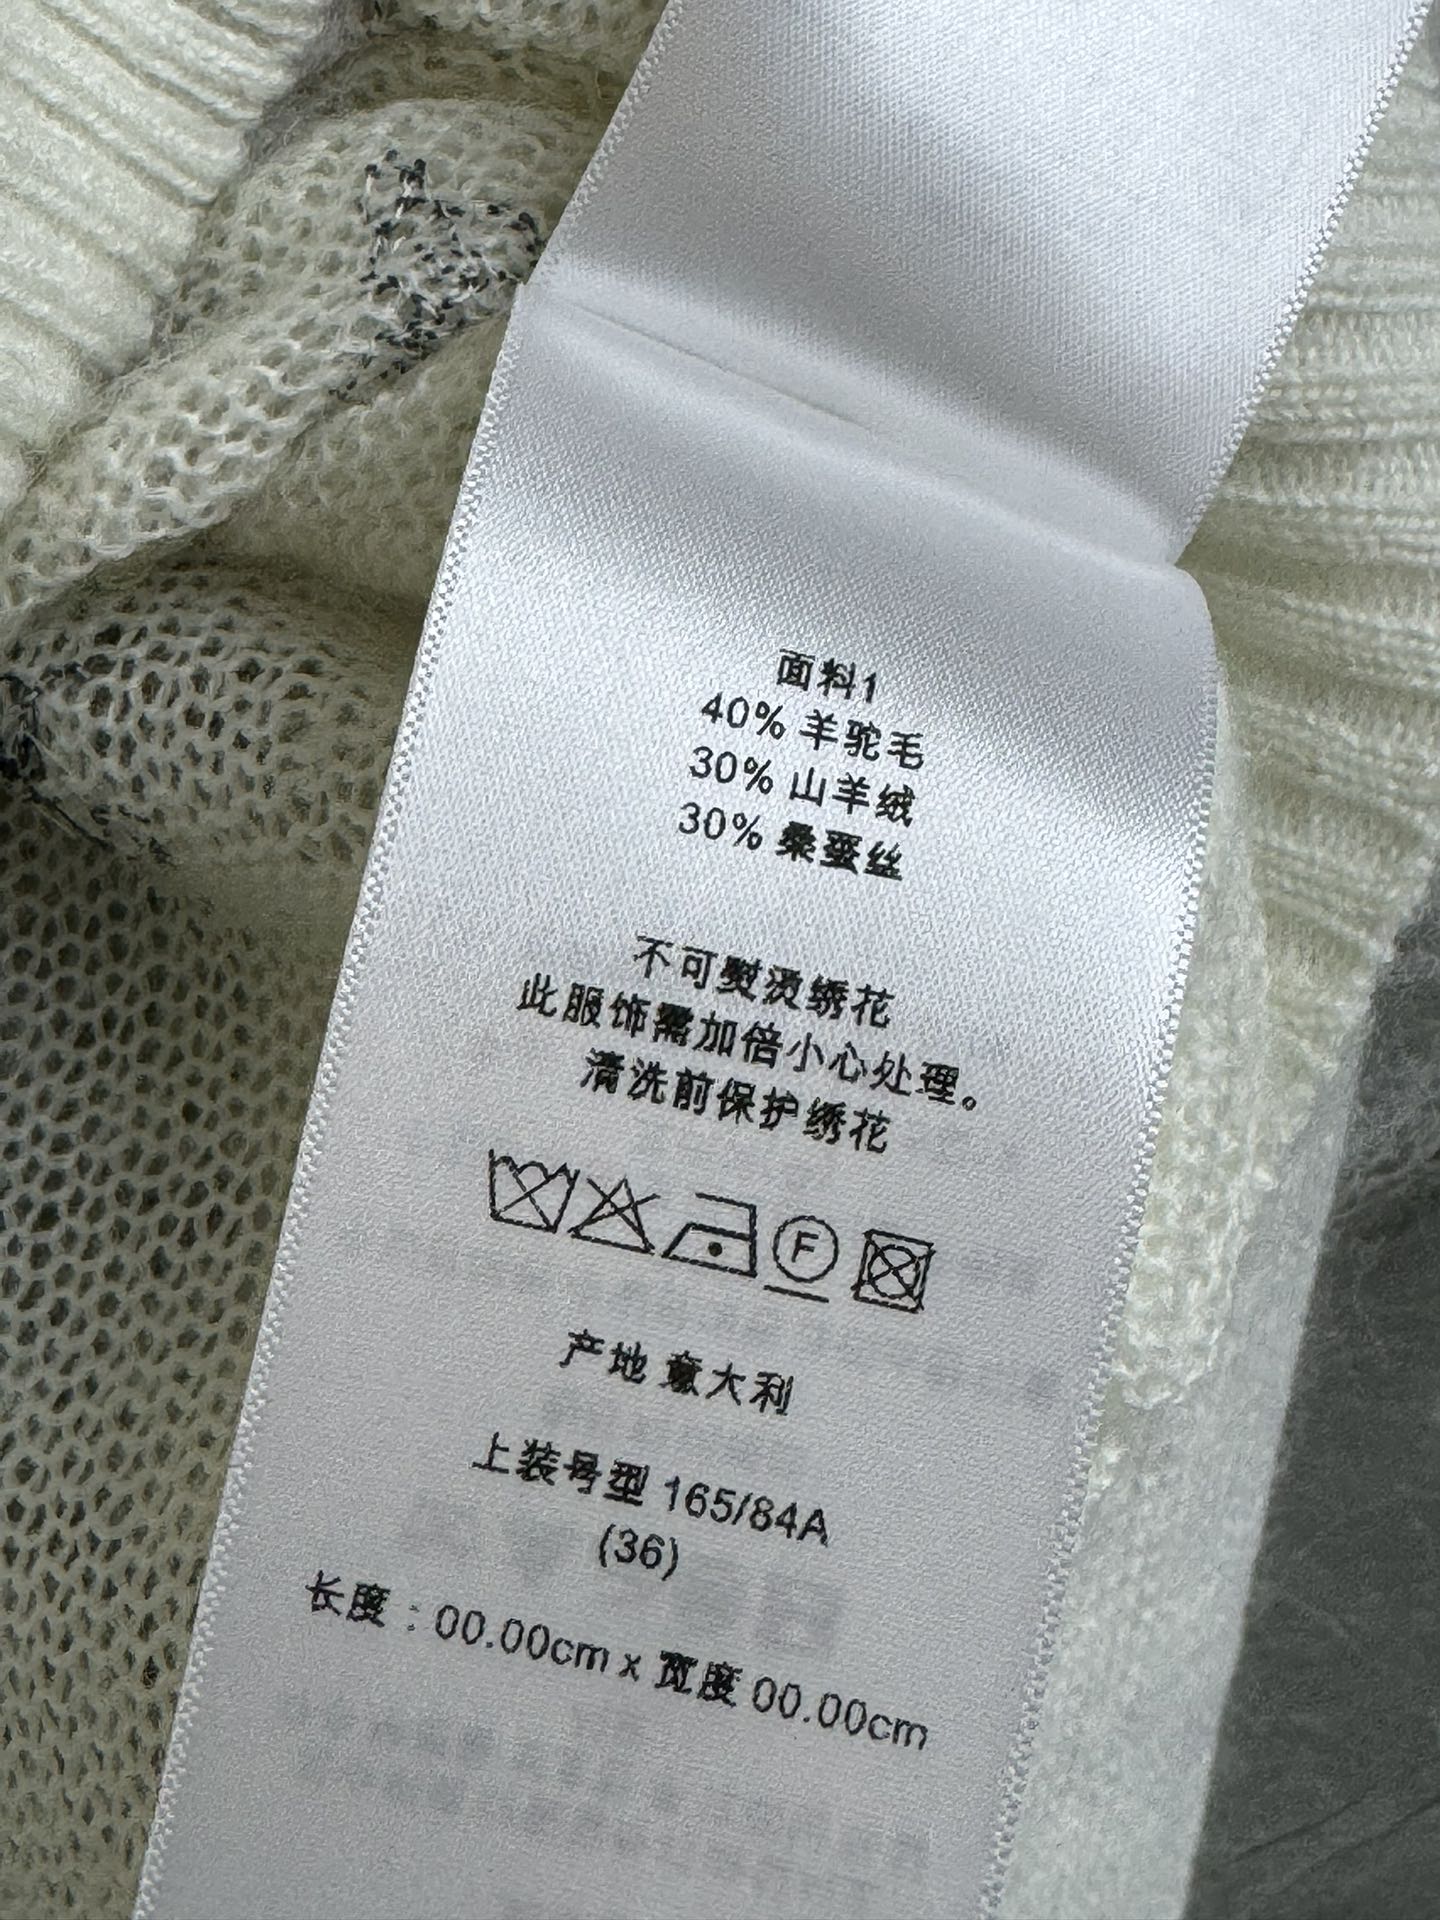 面料1
40% 羊驼毛
30% 山羊绒
30% 桑蚕丝
不可熨烫绣花
此服饰需加倍小心处理。
清洗前保护绣花
F
产地 意大利
上装号型 165/84A
(36)
长度：00.00cm x 宽度 00.00cm